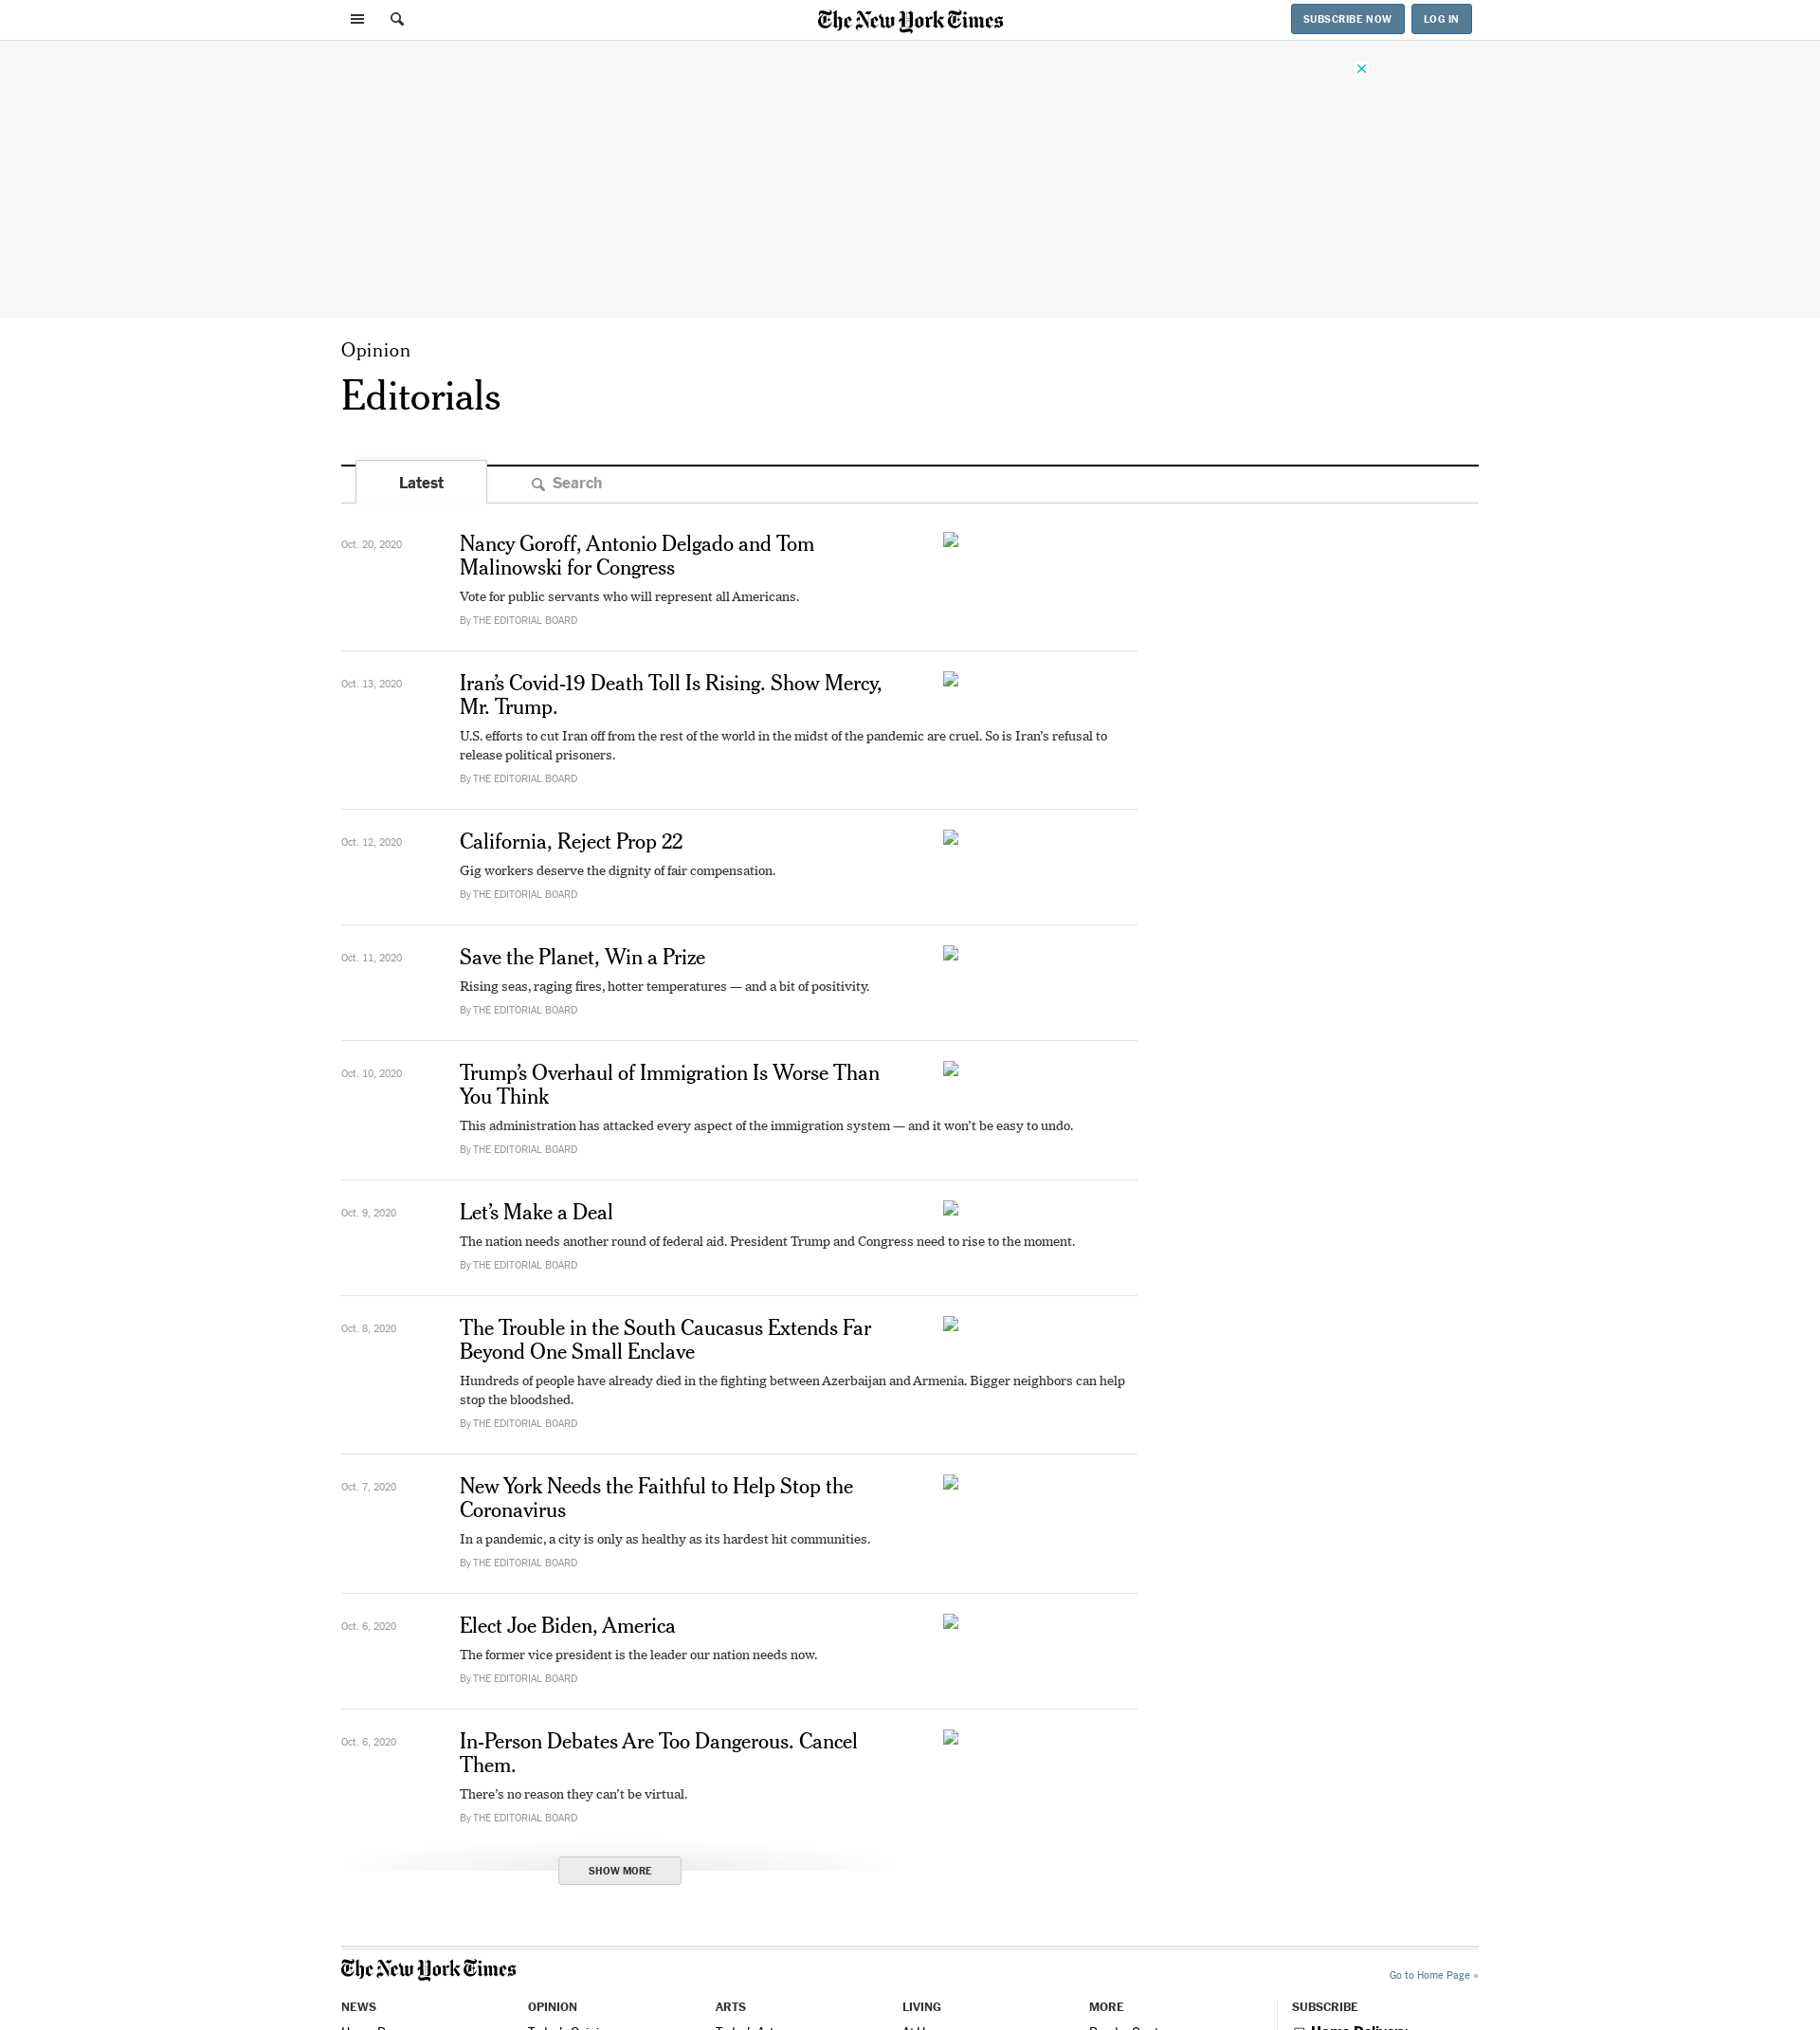 The New York Times
SUBSCRIBE NOW
LOG IN
Opinion
Editorials
Latest
Search
Oct. 20, 2020
Nancy Goroff, Antonio Delgado and Tom
Malinowski for Congress
Vote for public servants who will represent all Americans.
By THE EDITORIAL BOARD
Oct. 13, 2020
Iran’s Covid-19 Death Toll Is Rising. Show Mercy,
Mr. Trump.
U.S. efforts to cut Iran off from the rest of the world in the midst of the pandemic are cruel. So is Iran’s refusal to
release political prisoners.
By THE EDITORIAL BOARD
Oct. 12, 2020
California, Reject Prop 22
Gig workers deserve the dignity of fair compensation.
By THE EDITORIAL BOARD
Oct. 11, 2020
Save the Planet, Win a Prize
Rising seas, raging fires, hotter temperatures — and a bit of positivity.
By THE EDITORIAL BOARD
Oct. 10, 2020
Trump’s Overhaul of Immigration Is Worse Than
You Think
This administration has attacked every aspect of the immigration system — and it won’t be easy to undo.
By THE EDITORIAL BOARD
Oct. 9, 2020
Let’s Make a Deal
The nation needs another round of federal aid. President Trump and Congress need to rise to the moment.
By THE EDITORIAL BOARD
Oct. 8, 2020
The Trouble in the South Caucasus Extends Far
Beyond One Small Enclave
Hundreds of people have already died in the fighting between Azerbaijan and Armenia. Bigger neighbors can help
stop the bloodshed.
By THE EDITORIAL BOARD
Oct. 7, 2020
New York Needs the Faithful to Help Stop the
Coronavirus
In a pandemic, a city is only as healthy as its hardest hit communities.
By THE EDITORIAL BOARD
Oct. 6, 2020
Elect Joe Biden, America
The former vice president is the leader our nation needs now.
By THE EDITORIAL BOARD
Oct. 6, 2020
In-Person Debates Are Too Dangerous. Cancel
Them.
There’s no reason they can’t be virtual.
By THE EDITORIAL BOARD
SHOW MORE
The New York Times
Go to Home Page »
NEWS
OPINION
ARTS
LIVING
MORE
SUBSCRIBE
Home Delivery